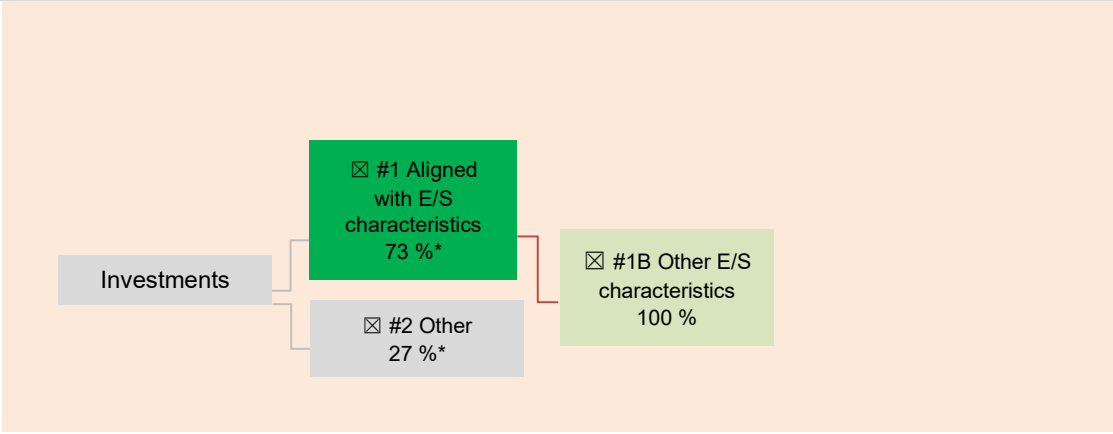 ☒ #1 Aligned
with E/S
characteristics
73 %*
Investments
☒ #2 Other
27 %*
☒ #1B Other E/S
characteristics
100 %